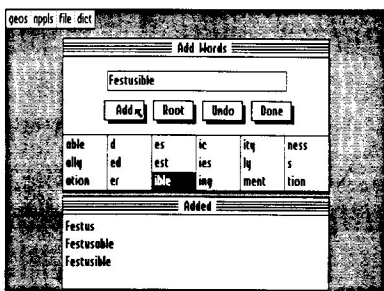 geos appls file dict
Add Words
Festusible
Add Root Undo Done
able d es ic ity ness
ally ed est ies ly s
ation er ible ing ment tion
Added
Festus
Festusable
Festusible